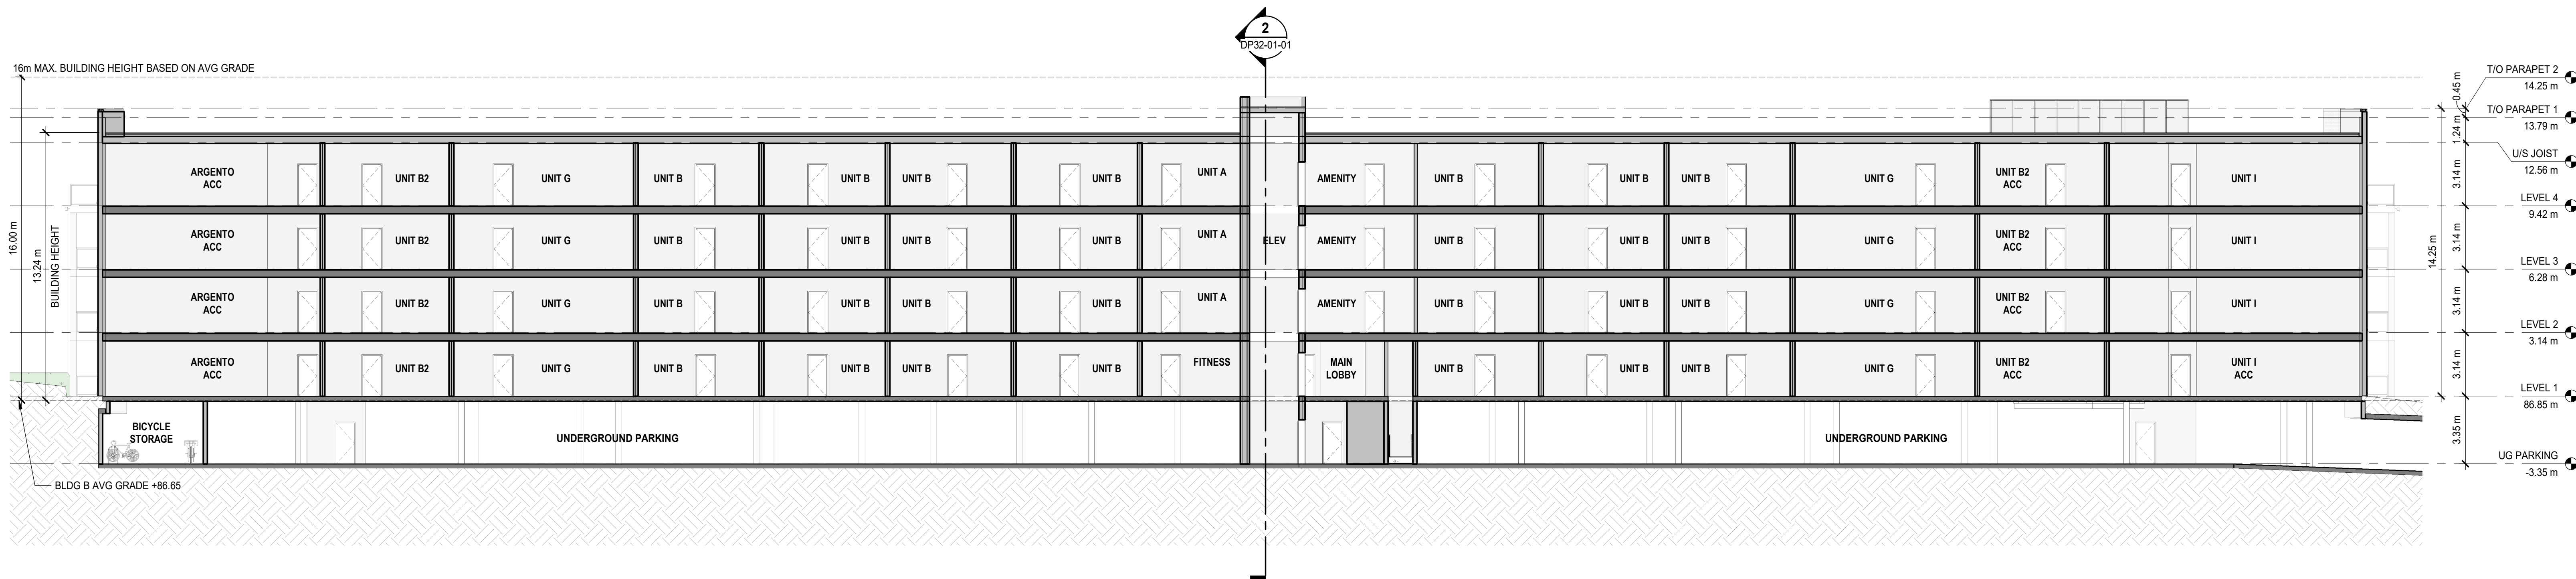 2
DP32-01-01
16m MAX. BUILDING HEIGHT BASED ON AVG GRADE
T/O PARAPET 2
14.25 m
T/O PARAPET 1
13.79 m
U/S JOIST
12.56 m
LEVEL 4
9.42 m
LEVEL 3
6.28 m
LEVEL 2
3.14 m
LEVEL 1
86.85 m
UG PARKING
-3.35 m
0.45 m
1.24 m
3.14 m
3.14 m
3.14 m
3.14 m
3.35 m
14.25 m
16.00 m
13.24 m
BUILDING HEIGHT
ARGENTO
ACC
UNIT B2
UNIT G
UNIT B
UNIT B
UNIT B
UNIT B
UNIT A
AMENITY
UNIT B
UNIT B
UNIT B
UNIT G
UNIT B2
ACC
UNIT I
ARGENTO
ACC
UNIT B2
UNIT G
UNIT B
UNIT B
UNIT B
UNIT B
UNIT A
ELEV
AMENITY
UNIT B
UNIT B
UNIT B
UNIT G
UNIT B2
ACC
UNIT I
ARGENTO
ACC
UNIT B2
UNIT G
UNIT B
UNIT B
UNIT B
UNIT B
UNIT A
AMENITY
UNIT B
UNIT B
UNIT B
UNIT G
UNIT B2
ACC
UNIT I
ARGENTO
ACC
UNIT B2
UNIT G
UNIT B
UNIT B
UNIT B
UNIT B
FITNESS
MAIN
LOBBY
UNIT B
UNIT B
UNIT B
UNIT G
UNIT B2
ACC
UNIT I
ACC
BICYCLE
STORAGE
UNDERGROUND PARKING
UNDERGROUND PARKING
BLDG B AVG GRADE +86.65